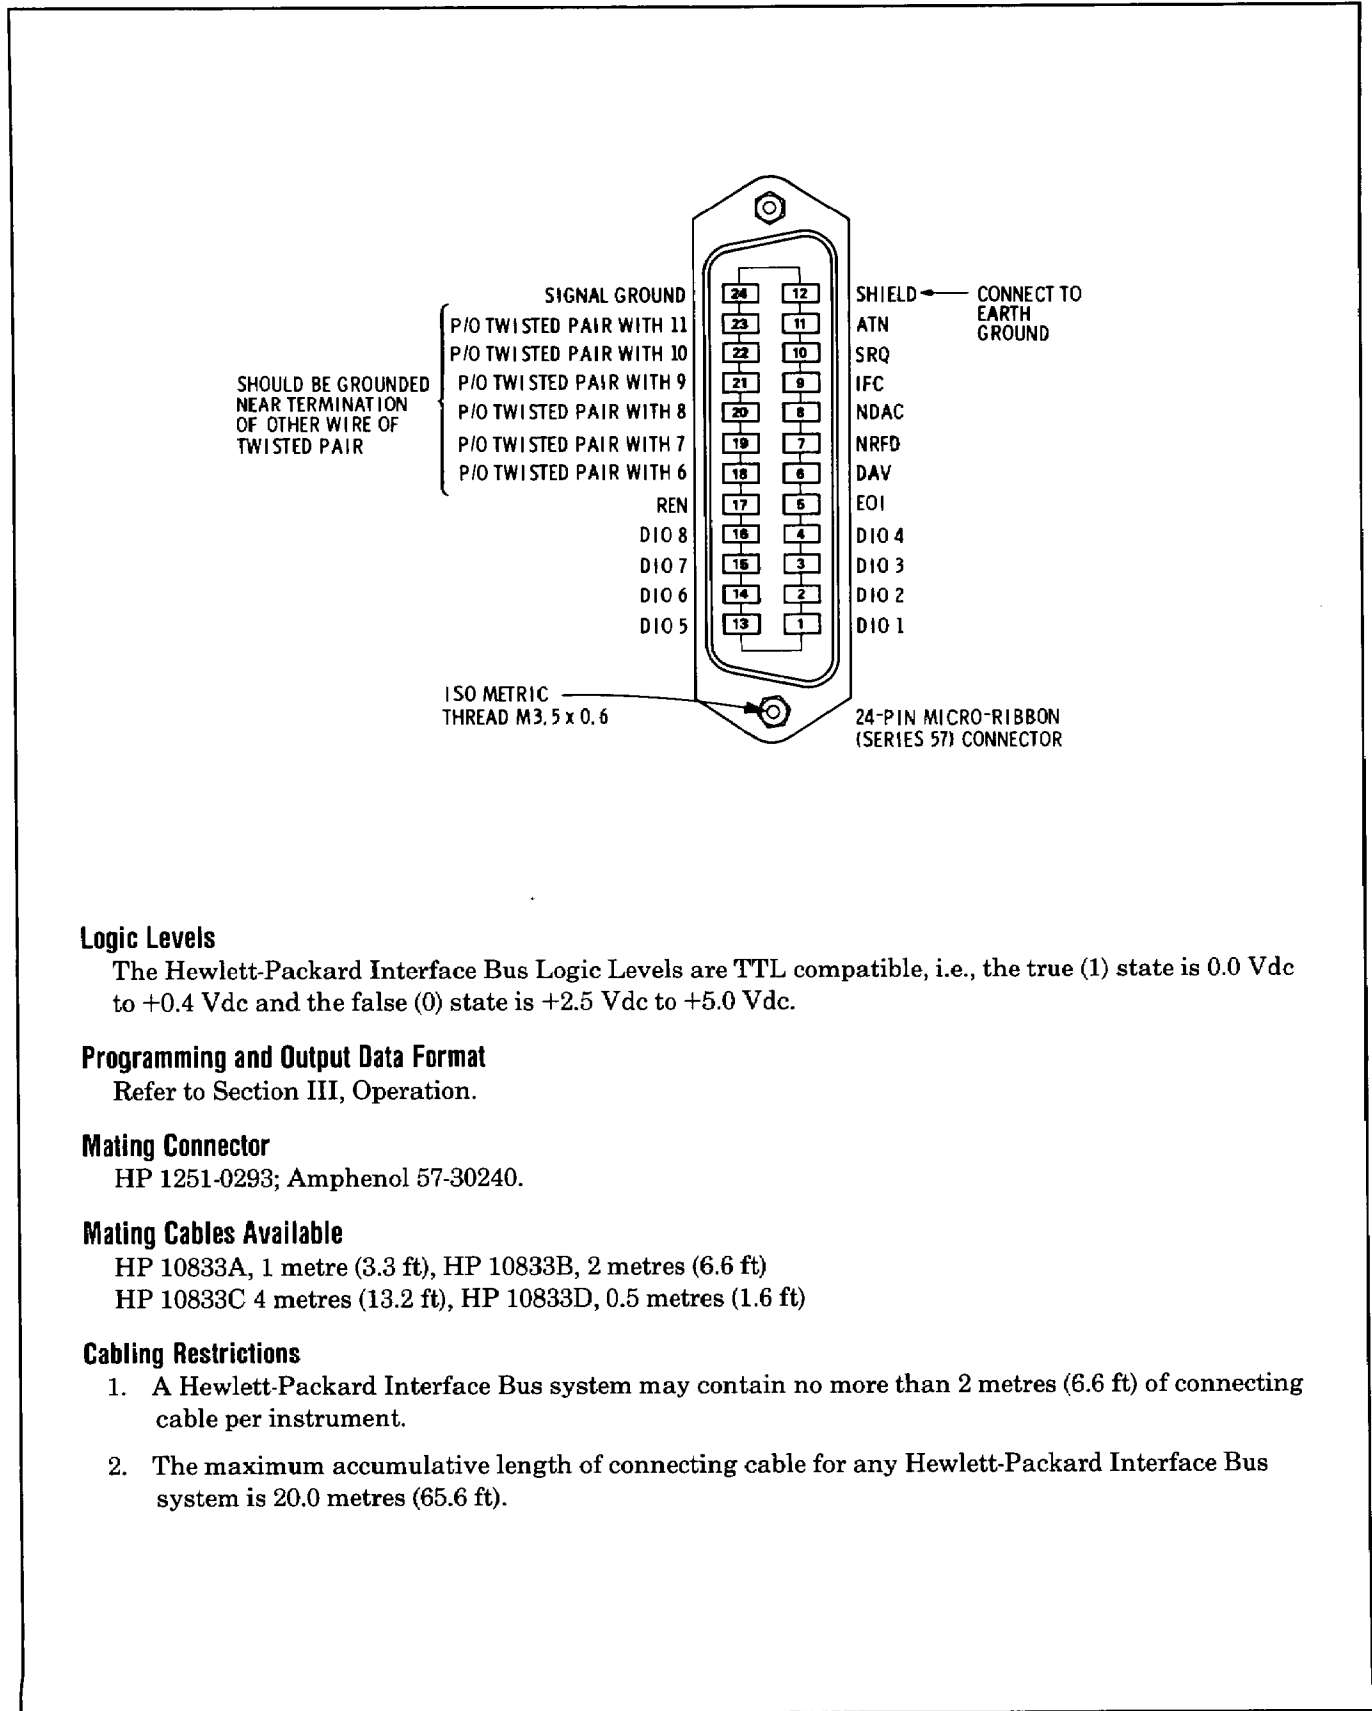 SIGNAL GROUND 24 12 SHIELD CONNECT TO EARTH GROUND
P/O TWISTED PAIR WITH 11 23 11 ATN
P/O TWISTED PAIR WITH 10 22 10 SRQ
P/O TWISTED PAIR WITH 9 21 9 IFC
P/O TWISTED PAIR WITH 8 20 8 NDAC
P/O TWISTED PAIR WITH 7 19 7 NRFD
P/O TWISTED PAIR WITH 6 18 6 DAV
SHOULD BE GROUNDED
NEAR TERMINATION
OF OTHER WIRE OF
TWISTED PAIR
REN 17 5 EOI
DIO 8 16 4 DIO 4
DIO 7 15 3 DIO 3
DIO 6 14 2 DIO 2
DIO 5 13 1 DIO 1
ISO METRIC
THREAD M3.5 x 0.6
24-PIN MICRO-RIBBON
(SERIES 57) CONNECTOR
Logic Levels
The Hewlett-Packard Interface Bus Logic Levels are TTL compatible, i.e., the true (1) state is 0.0 Vdc
to +0.4 Vdc and the false (0) state is +2.5 Vdc to +5.0 Vdc.
Programming and Output Data Format
Refer to Section III, Operation.
Mating Connector
HP 1251-0293; Amphenol 57-30240.
Mating Cables Available
HP 10833A, 1 metre (3.3 ft), HP 10833B, 2 metres (6.6 ft)
HP 10833C 4 metres (13.2 ft), HP 10833D, 0.5 metres (1.6 ft)
Cabling Restrictions
1. A Hewlett-Packard Interface Bus system may contain no more than 2 metres (6.6 ft) of connecting
cable per instrument.
2. The maximum accumulative length of connecting cable for any Hewlett-Packard Interface Bus
system is 20.0 metres (65.6 ft).